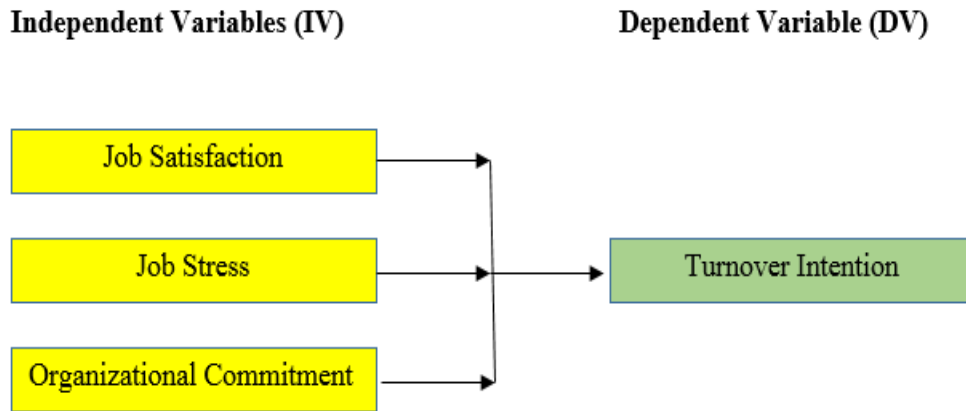 Independent Variables (IV)
Dependent Variable (DV)
Job Satisfaction
Job Stress
Turnover Intention
Organizational Commitment